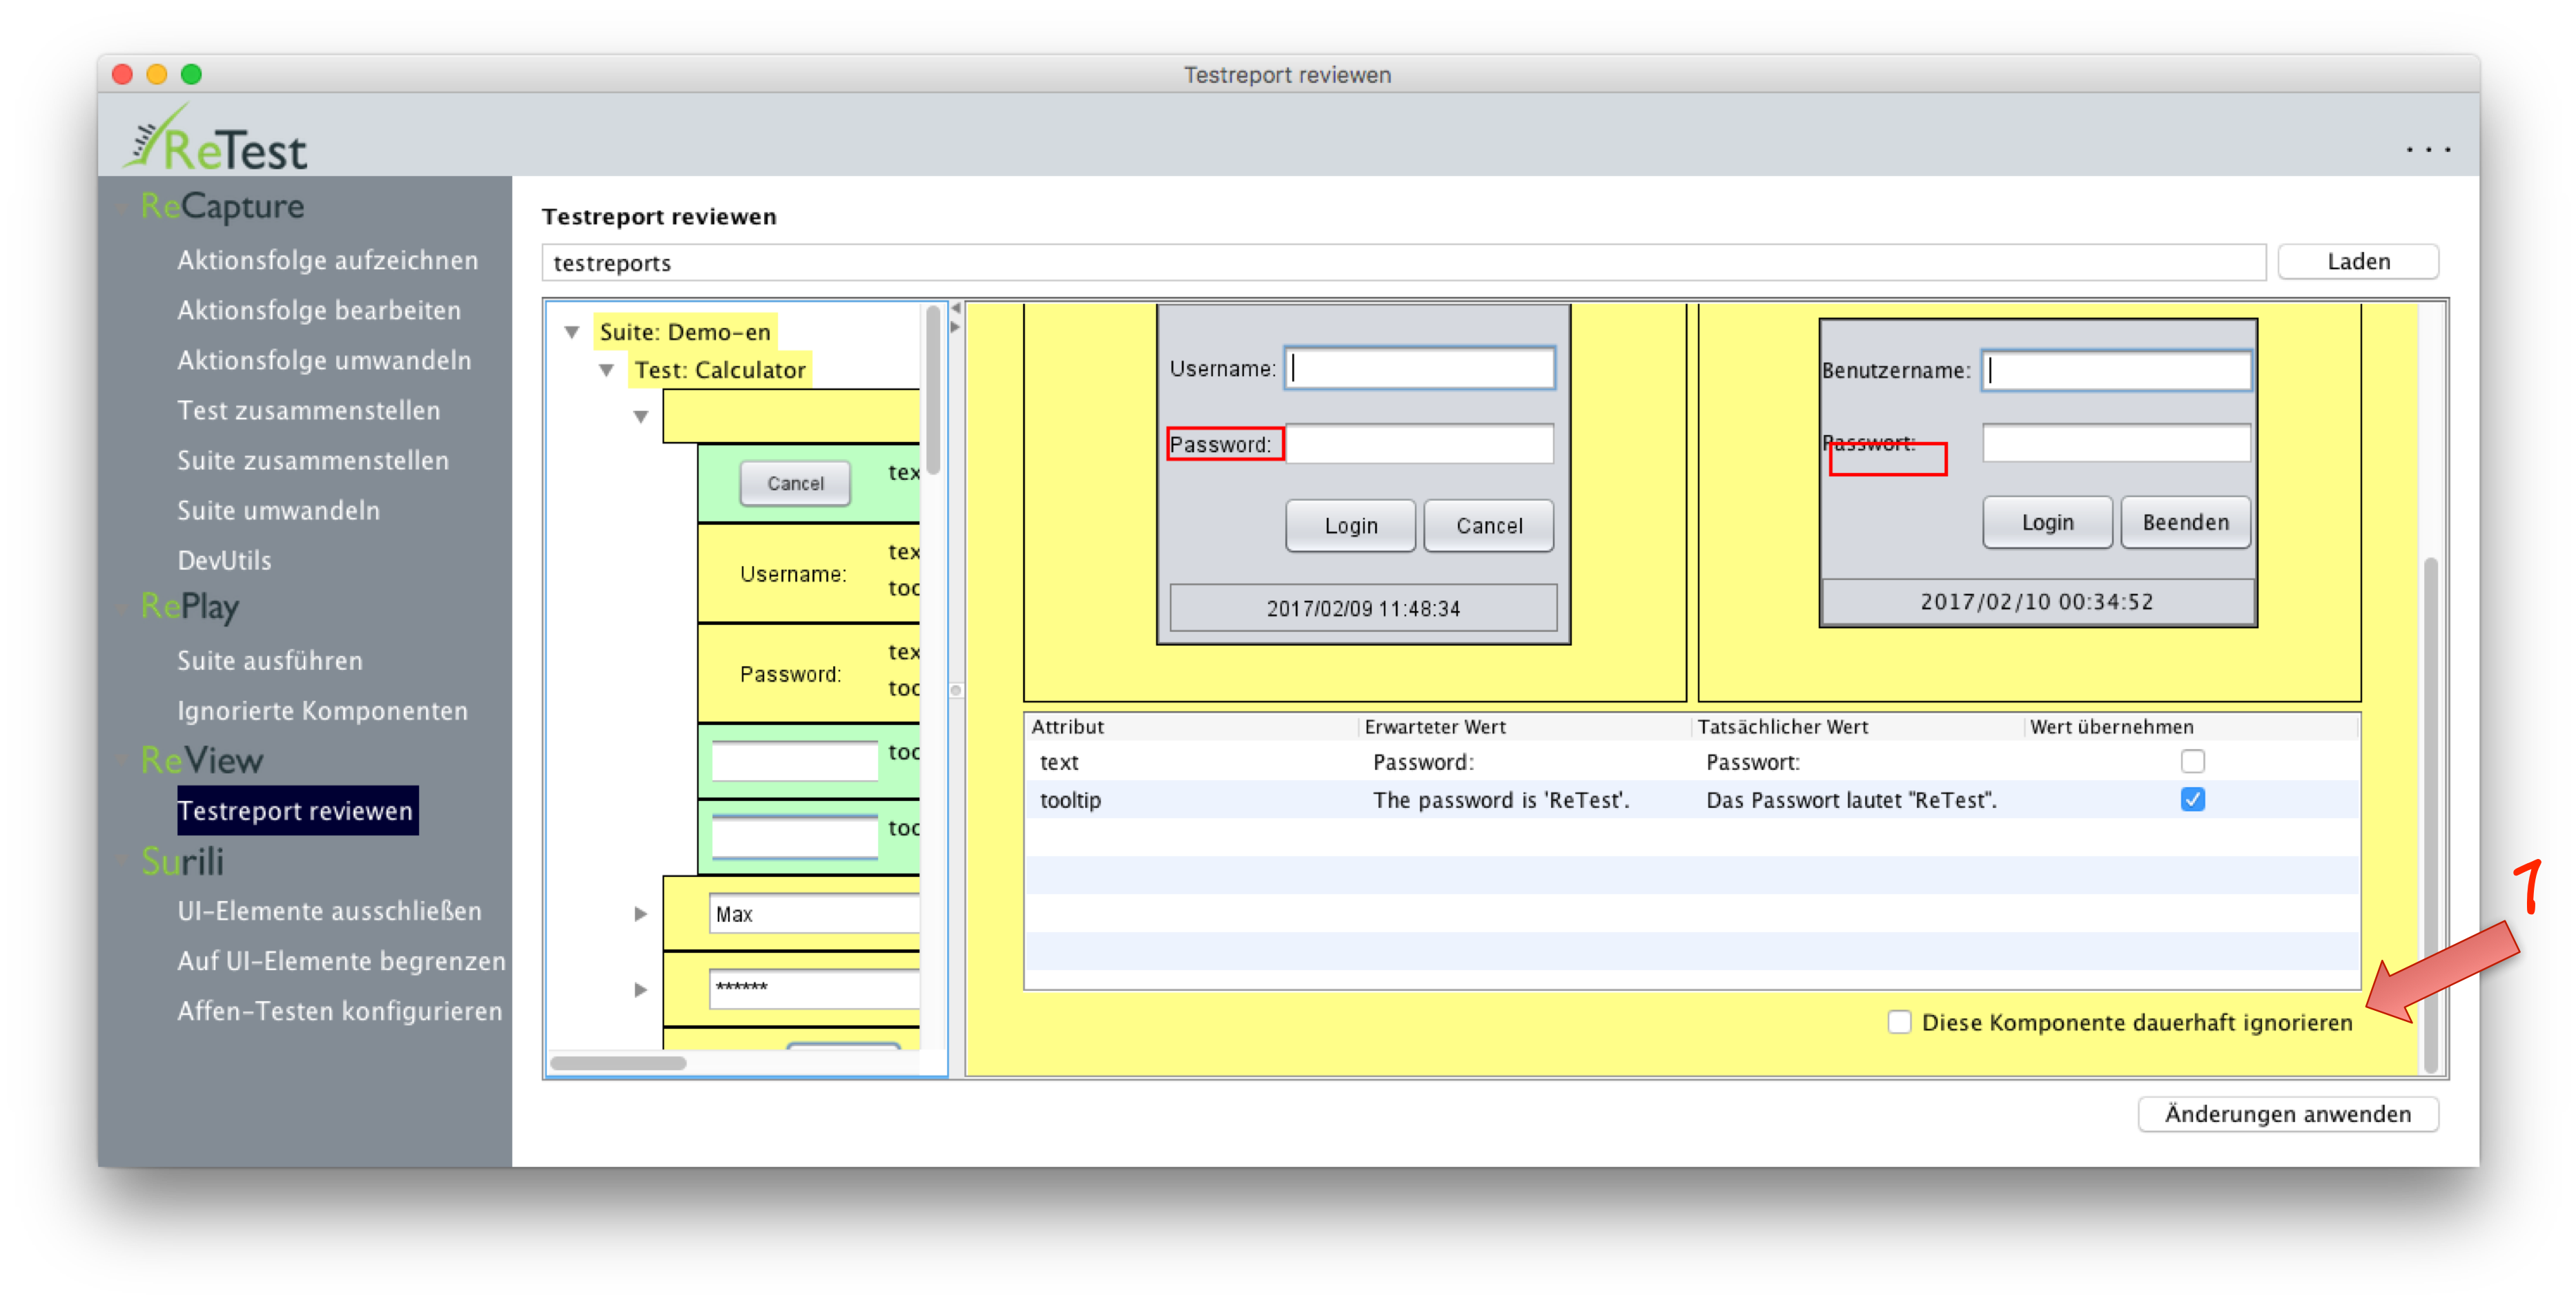 Testreport reviewen
ReTest
...
ReCapture
Aktionsfolge aufzeichnen
Aktionsfolge bearbeiten
Aktionsfolge umwandeln
Test zusammenstellen
Suite zusammenstellen
Suite umwandeln
DevUtils
RePlay
Suite ausführen
Ignorierte Komponenten
ReView
Testreport reviewen
Surili
UI-Elemente ausschließen
Auf UI-Elemente begrenzen
Affen-Testen konfigurieren
Testreport reviewen
testreports
Laden
Suite: Demo-en
Test: Calculator
Cancel
tex
Username:
tex
toc
Password:
tex
toc
toc
toc
Max
******
Username:
Password:
Login Cancel
2017/02/09 11:48:34
Benutzername:
Passwort:
Login Beenden
2017/02/10 00:34:52
Attribut Erwarteter Wert Tatsächlicher Wert Wert übernehmen
text Password: Passwort:
tooltip The password is 'ReTest'. Das Passwort lautet "ReTest".
Diese Komponente dauerhaft ignorieren
1
Änderungen anwenden